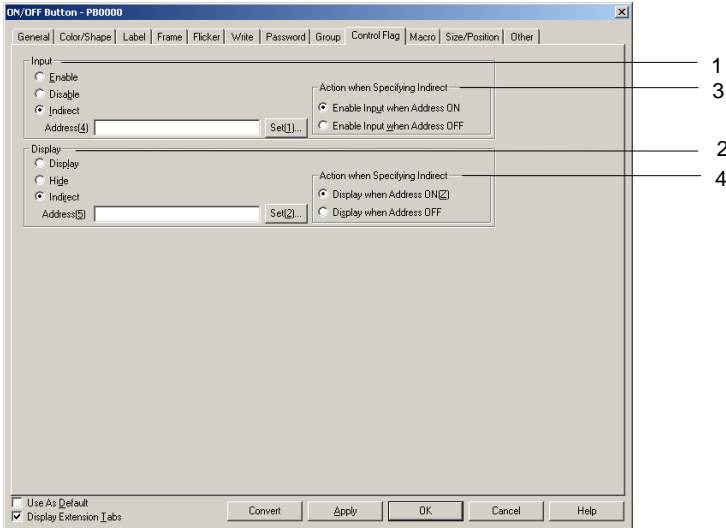 ON/OFF Button - PB0000
General Color/Shape Label Frame Flicker Write Password Group Control Flag Macro Size/Position Other
Input
Enable
Disable
Indirect
Address(4)
Set(1)...
Action when Specifying Indirect
Enable Input when Address ON
Enable Input when Address OFF
1
3
Display
Display
Hide
Indirect
Address(5)
Set(2)...
Action when Specifying Indirect
Display when Address ON(Z)
Display when Address OFF
2
4
Use As Default
Display Extension Tabs
Convert Apply OK Cancel Help